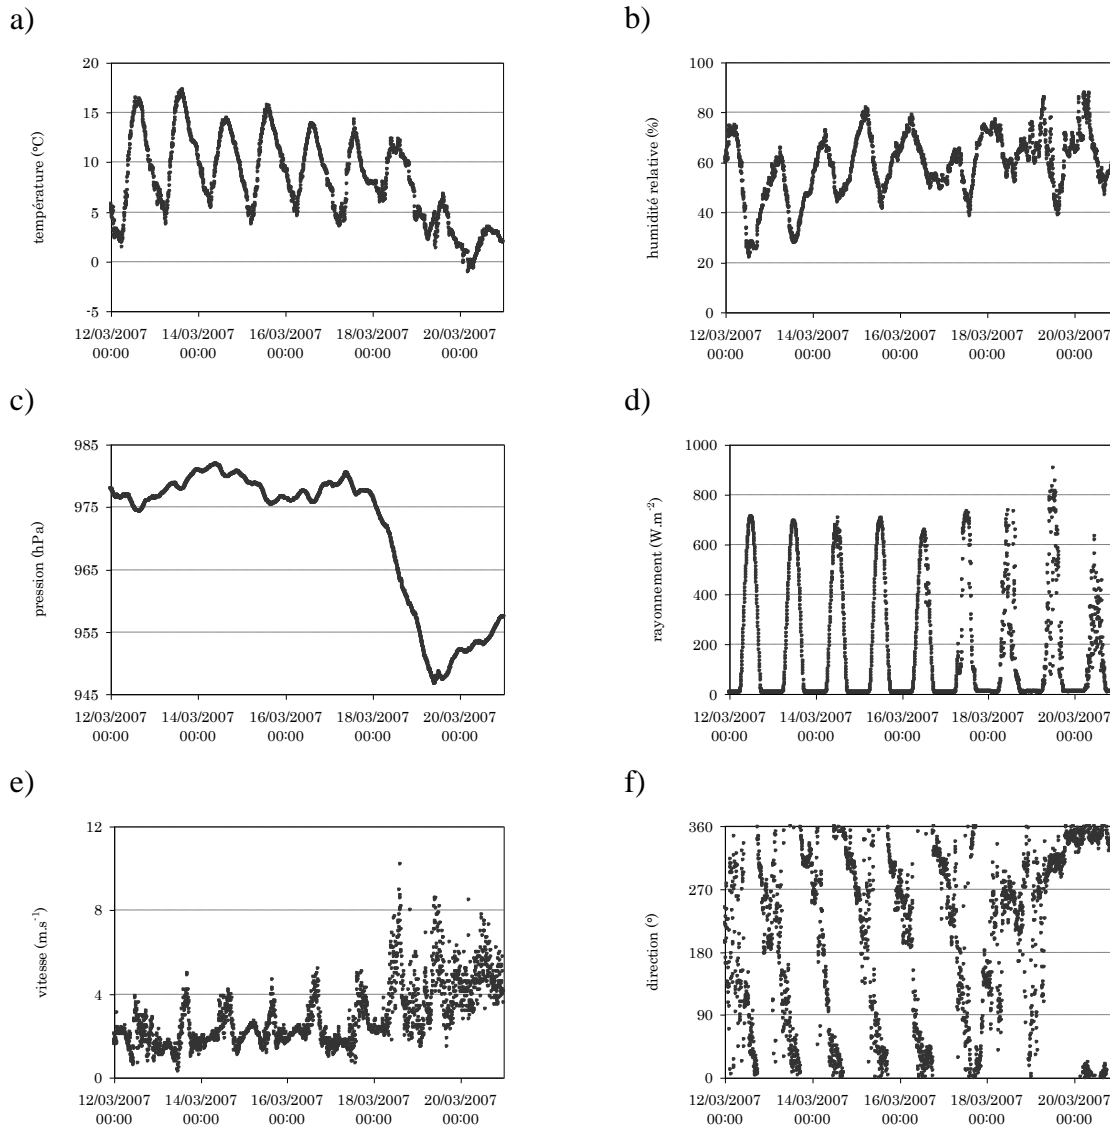 a)
température (°C)
20
15
10
5
0
-5
12/03/2007 14/03/2007 16/03/2007 18/03/2007 20/03/2007
00:00 00:00 00:00 00:00 00:00
b)
humidité relative (%)
100
80
60
40
20
0
12/03/2007 14/03/2007 16/03/2007 18/03/2007 20/03/2007
00:00 00:00 00:00 00:00 00:00
c)
pression (hPa)
985
975
965
955
945
12/03/2007 14/03/2007 16/03/2007 18/03/2007 20/03/2007
00:00 00:00 00:00 00:00 00:00
d)
rayonnement (W.m⁻²)
1000
800
600
400
200
0
12/03/2007 14/03/2007 16/03/2007 18/03/2007 20/03/2007
00:00 00:00 00:00 00:00 00:00
e)
vitesse (m.s⁻¹)
12
8
4
0
12/03/2007 14/03/2007 16/03/2007 18/03/2007 20/03/2007
00:00 00:00 00:00 00:00 00:00
f)
direction (°)
360
270
180
90
0
12/03/2007 14/03/2007 16/03/2007 18/03/2007 20/03/2007
00:00 00:00 00:00 00:00 00:00